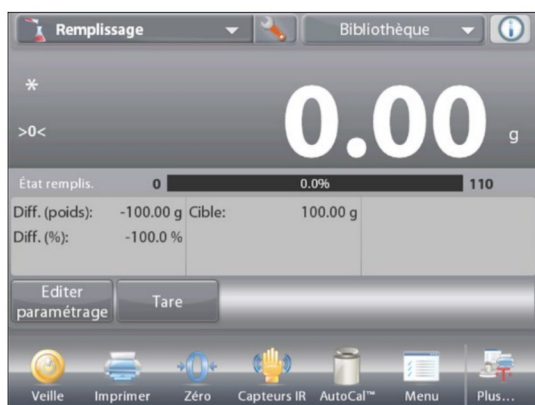 Remplissage Bibliothèque
*
0.00
>0< g
État remplis. 0 0.0% 110
Diff. (poids): -100.00 g Cible: 100.00 g
Diff. (%): -100.0 %
Editer
paramétrage Tare
Veille Imprimer Zéro Capteurs IR AutoCal™ Menu Plus...